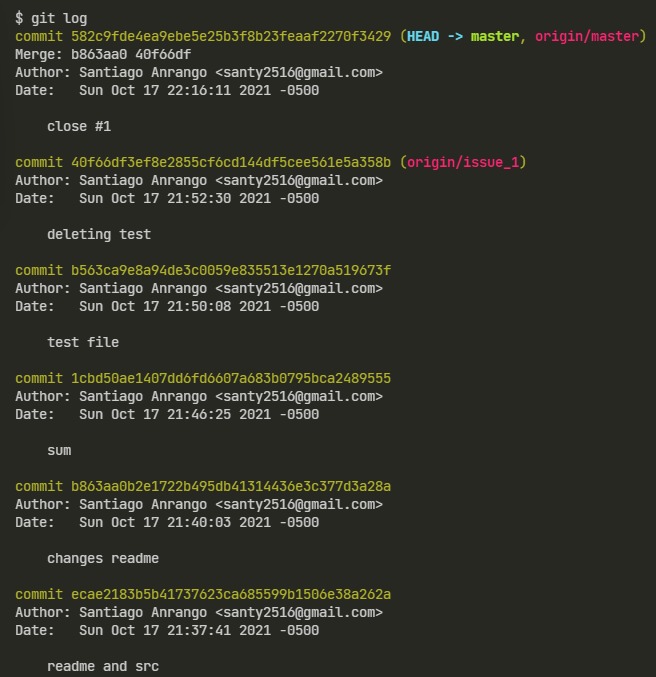 $ git log
commit 582c9fde4ea9ebe5e25b3f8b23feaaf2270f3429 (HEAD -> master, origin/master)
Merge: b863aa0 40f66df
Author: Santiago Anrango <santy2516@gmail.com>
Date:   Sun Oct 17 22:16:11 2021 -0500
close #1
commit 40f66df3ef8e2855cf6cd144df5cee561e5a358b (origin/issue_1)
Author: Santiago Anrango <santy2516@gmail.com>
Date:   Sun Oct 17 21:52:30 2021 -0500
deleting test
commit b563ca9e8a94de3c0059e835513e1270a519673f
Author: Santiago Anrango <santy2516@gmail.com>
Date:   Sun Oct 17 21:50:08 2021 -0500
test file
commit 1cbd50ae1407dd6fd6607a683b0795bca2489555
Author: Santiago Anrango <santy2516@gmail.com>
Date:   Sun Oct 17 21:46:25 2021 -0500
sum
commit b863aa0b2e1722b495db41314436e3c377d3a28a
Author: Santiago Anrango <santy2516@gmail.com>
Date:   Sun Oct 17 21:40:03 2021 -0500
changes readme
commit ecae2183b5b41737623ca685599b1506e38a262a
Author: Santiago Anrango <santy2516@gmail.com>
Date:   Sun Oct 17 21:37:41 2021 -0500
readme and src